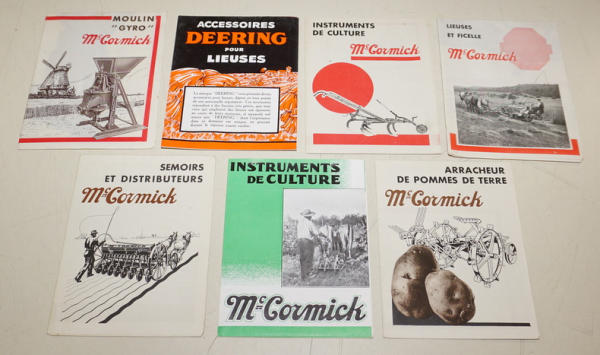 MOULIN
"GYRO"
McCormick
ACCESSOIRES
DEERING
POUR
LIEUSES
INSTRUMENTS
DE CULTURE
McCormick
LIEUSES
ET FICELLE
McCormick
SEMOIRS
ET DISTRIBUTEURS
McCormick
INSTRUMENTS
DE CULTURE
McCormick
ARRACHEUR
DE POMMES DE TERRE
McCormick